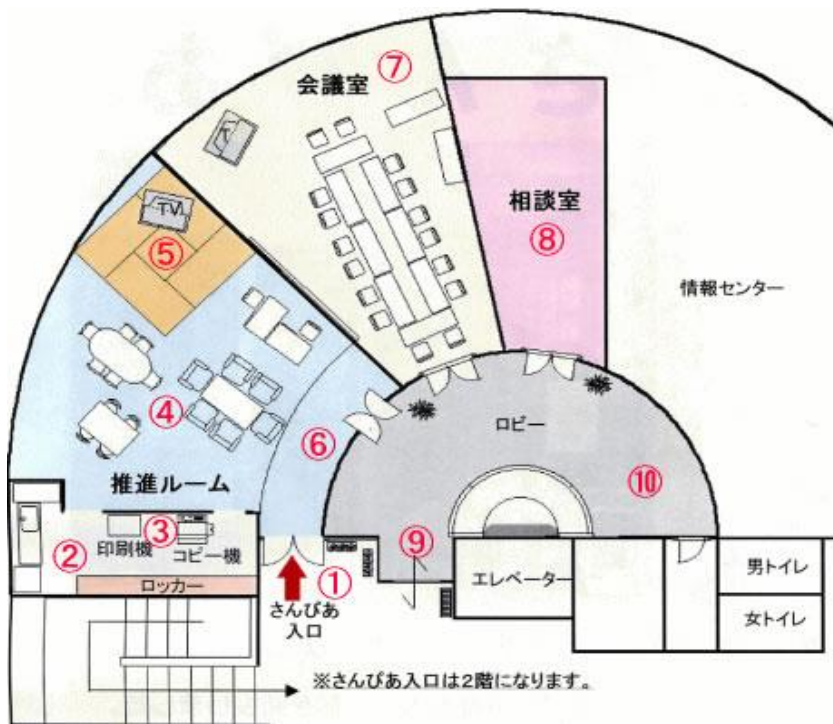 ⑦
会議室
TV
⑤
相談室
⑧
情報センター
④
⑥
ロビー
⑩
推進ルーム
②
印刷機
③
コピー機
ロッカー
①
さんぴあ
入口
⑨
エレベーター
男トイレ
女トイレ
※さんぴあ入口は2階になります。